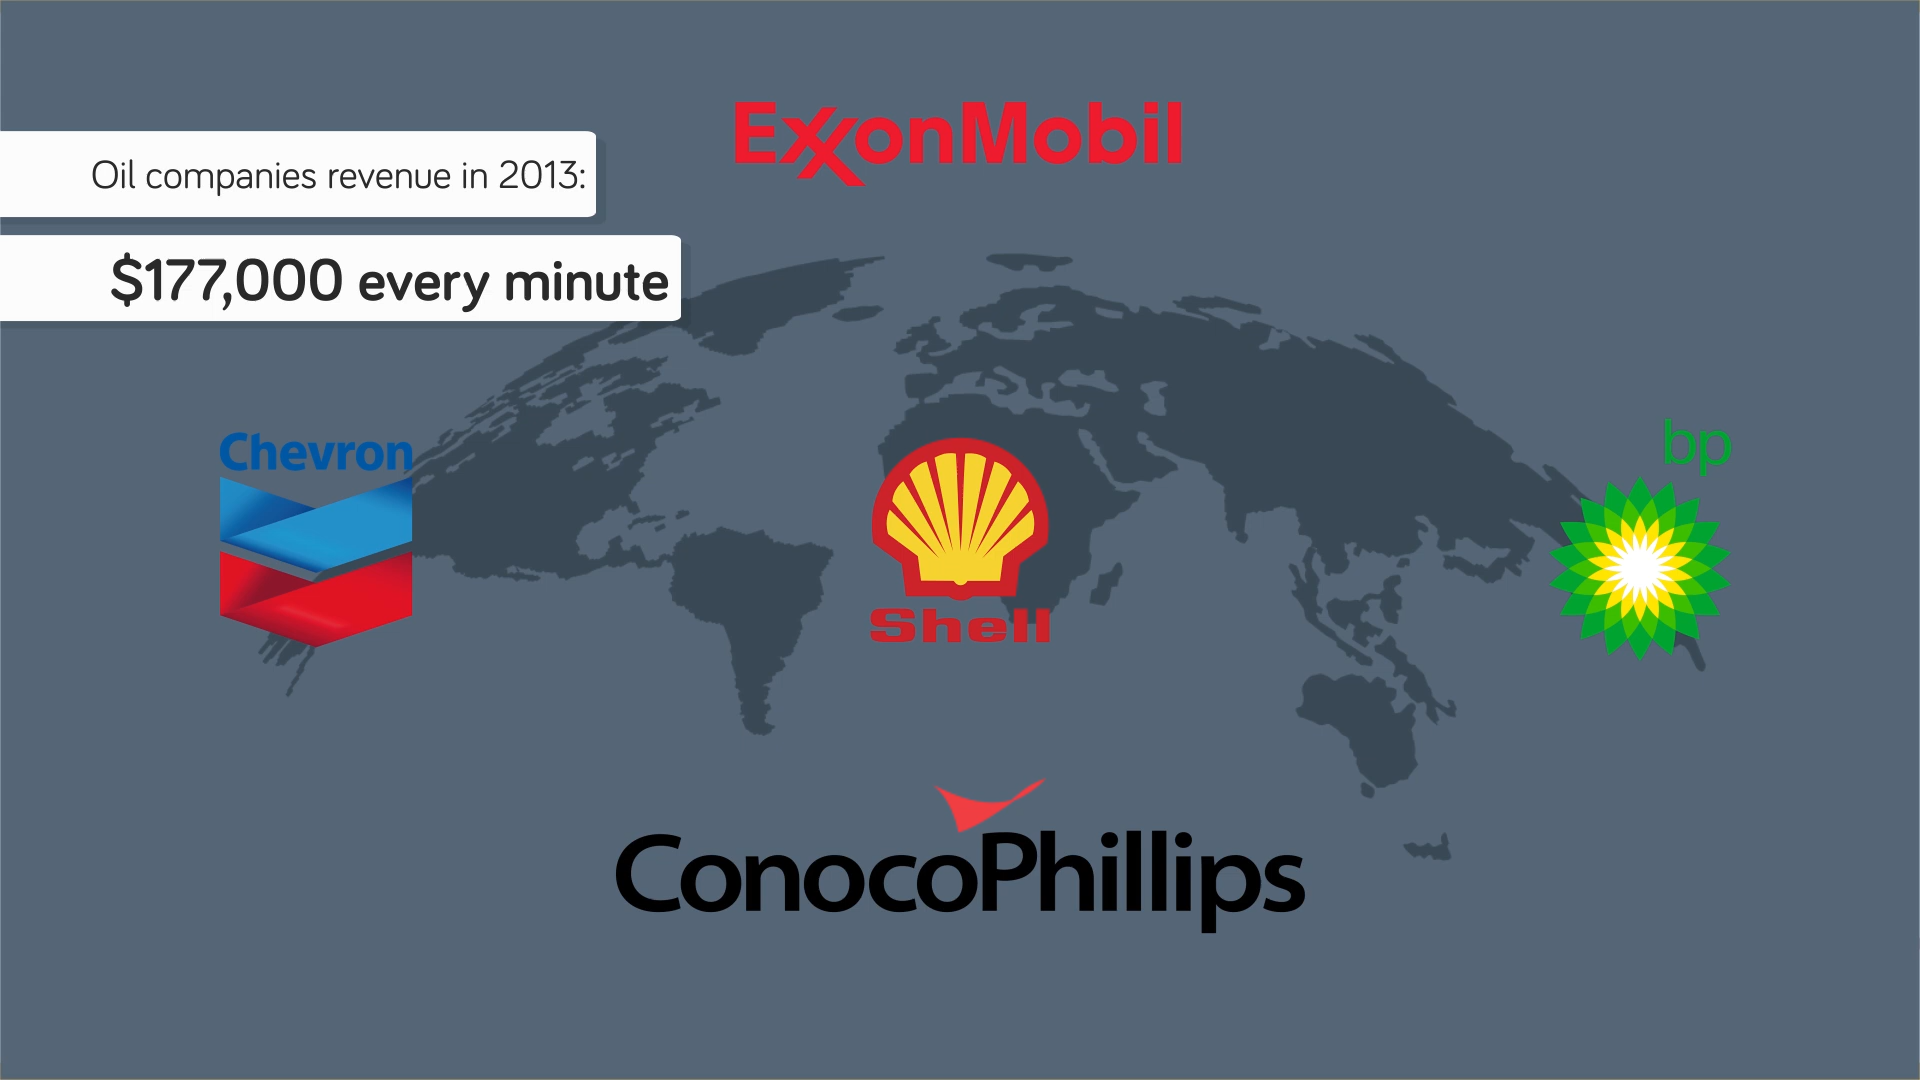 ExxonMobil
Oil companies revenue in 2013:
$177,000 every minute
Chevron
bp
Shell
ConocoPhillips